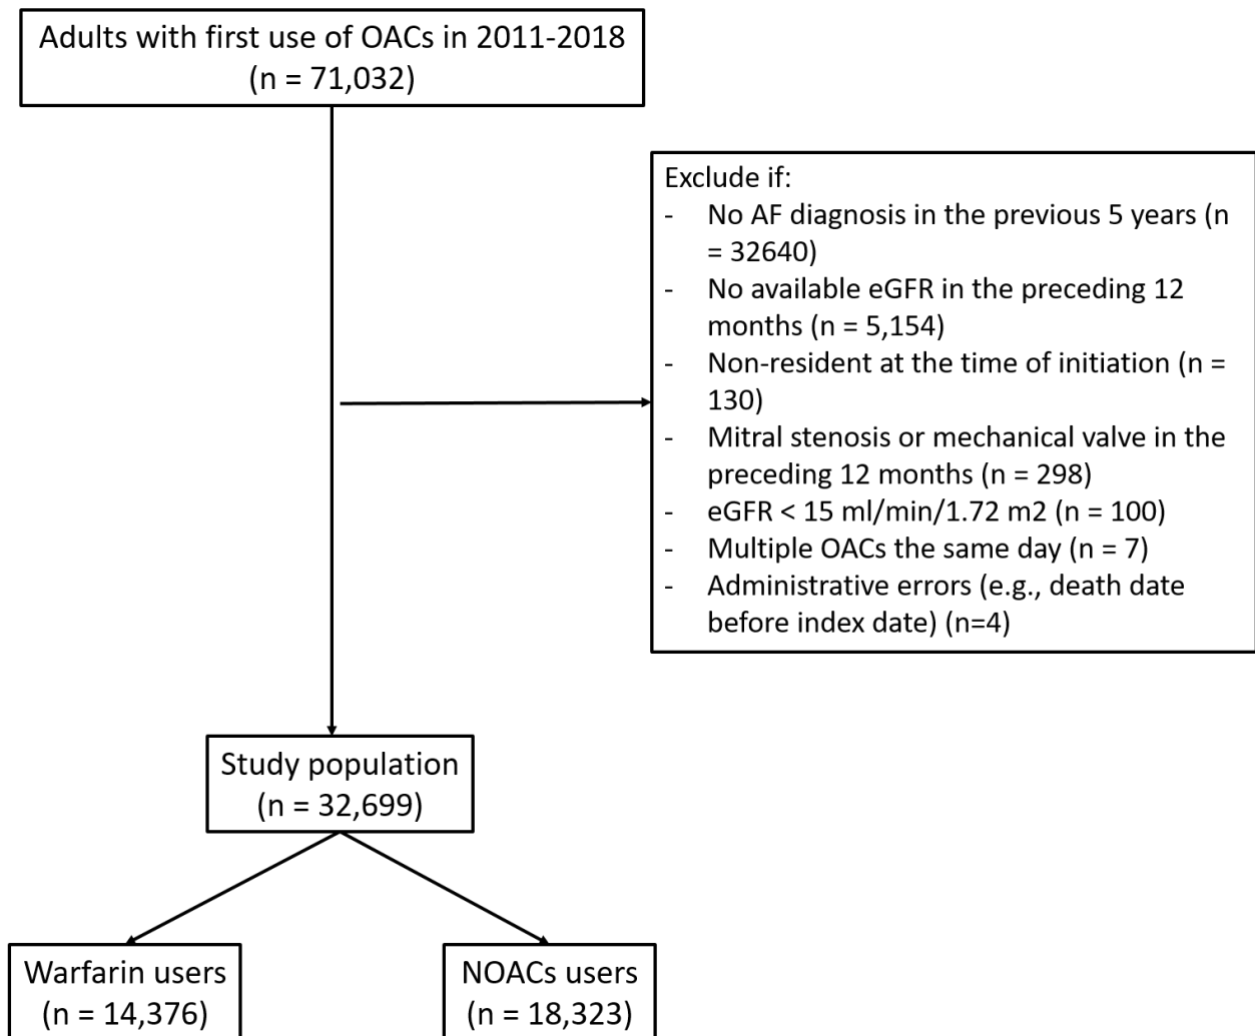 Adults with first use of OACs in 2011-2018
(n = 71,032)
Exclude if:
- No AF diagnosis in the previous 5 years (n
= 32640)
- No available eGFR in the preceding 12
months (n = 5,154)
- Non-resident at the time of initiation (n =
130)
- Mitral stenosis or mechanical valve in the
preceding 12 months (n = 298)
- eGFR < 15 ml/min/1.72 m2 (n = 100)
- Multiple OACs the same day (n = 7)
- Administrative errors (e.g., death date
before index date) (n=4)
Study population
(n = 32,699)
Warfarin users
(n = 14,376)
NOACs users
(n = 18,323)